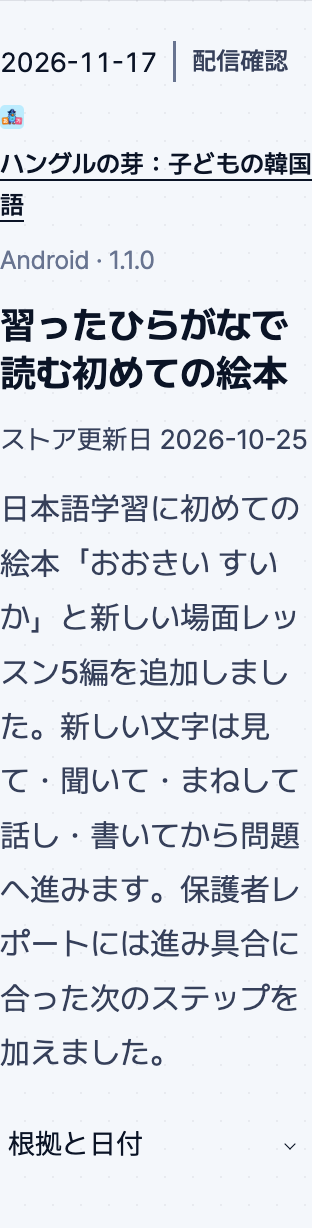 2026-11-17 配信確認
ハングルの芽：子どもの韓国
語
Android · 1.1.0
習ったひらがなで
読む初めての絵本
ストア更新日 2026-10-25
日本語学習に初めての
絵本「おおきい すい
か」と新しい場面レッ
スン5編を追加しまし
た。新しい文字は見
て・聞いて・まねして
話し・書いてから問題
へ進みます。保護者レ
ポートには進み具合に
合った次のステップを
加えました。
根拠と日付